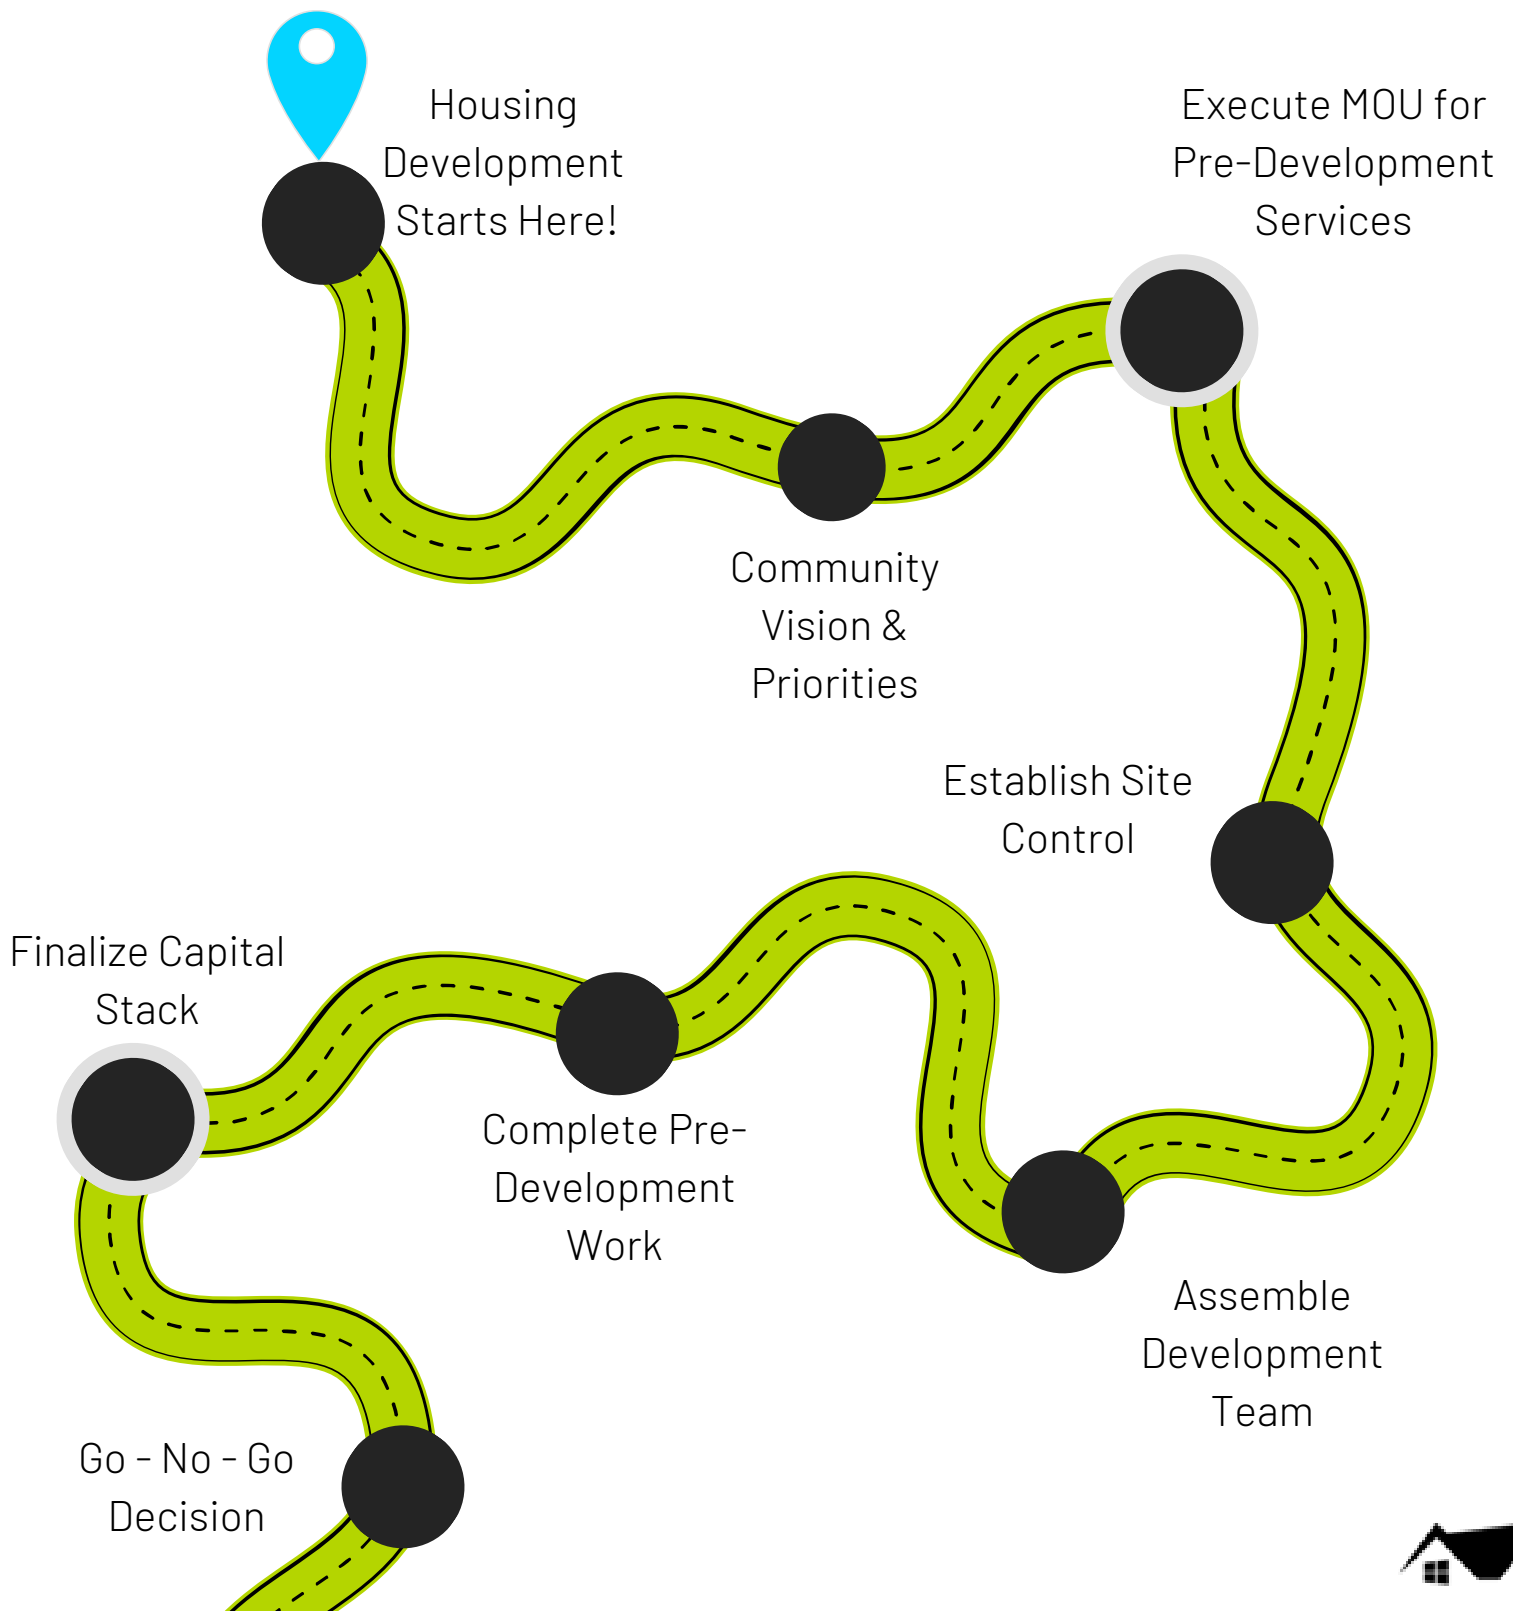 Housing
Development
Starts Here!
Execute MOU for
Pre-Development
Services
Community
Vision &
Priorities
Establish Site
Control
Assemble
Development
Team
Complete Pre-
Development
Work
Finalize Capital
Stack
Go - No - Go
Decision